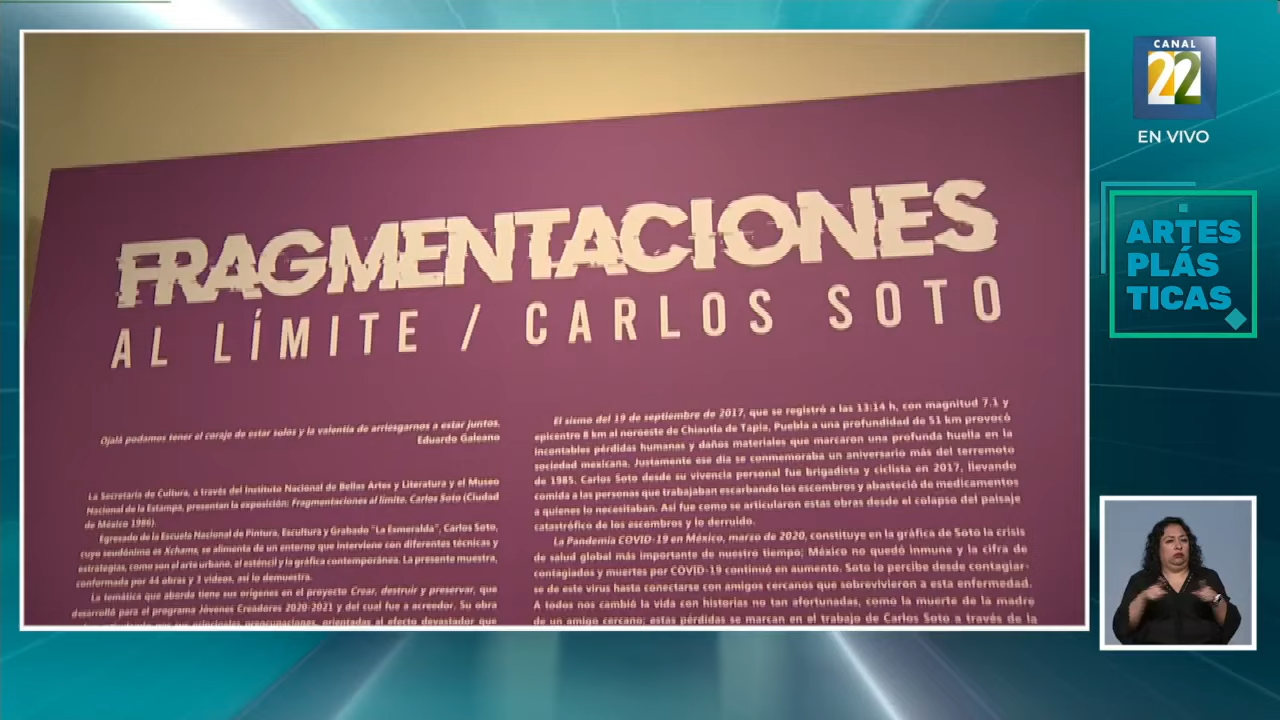 FRAGMENTACIONES
AL LÍMITE / CARLOS SOTO
Ojalá podamos tener el coraje de estar solos y la valentía de arriesgarnos a estar juntos.
Eduardo Galeano
La Secretaría de Cultura, a través del Instituto Nacional de Bellas Artes y Literatura y el Museo
Nacional de la Estampa, presentan la exposición: Fragmentaciones al límite. Carlos Soto (Ciudad
de México 1986).
Egresado de la Escuela Nacional de Pintura, Escultura y Grabado "La Esmeralda", Carlos Soto,
cuyo seudónimo es Xchams, se alimenta de un entorno que interviene con diferentes técnicas y
estrategias, como son el arte urbano, el esténcil y la gráfica contemporánea. La presente muestra,
conformada por 44 obras y 3 videos, así lo demuestra.
La temática que aborda tiene sus orígenes en el proyecto Crear, destruir y preservar, que
desarrolló para el programa Jóvenes Creadores 2020-2021 y del cual fue a acreedor. Su obra
sus principales preocupaciones, orientadas al efecto devastador que
El sismo del 19 de septiembre de 2017, que se registró a las 13:14 h, con magnitud 7.1 y
epicentro 8 km al noroeste de Chiautla de Tapia, Puebla a una profundidad de 51 km provocó
incontables pérdidas humanas y daños materiales que marcaron una profunda huella en la
sociedad mexicana. Justamente ese día se conmemoraba un aniversario más del terremoto
de 1985. Carlos Soto desde su vivencia personal fue brigadista y ciclista en 2017, llevando
comida a las personas que trabajaban escarbando los escombros y abasteció de medicamentos
a quienes lo necesitaban. Así fue como se articularon estas obras desde el colapso del paisaje
catastrófico de los escombros y lo derruido.
La Pandemia COVID-19 en México, marzo de 2020, constituye en la gráfica de Soto la crisis
de salud global más importante de nuestro tiempo; México no quedó inmune y la cifra de
contagiados y muertes por COVID-19 continuó en aumento. Soto lo percibe desde contagiar-
se de este virus hasta conectarse con amigos cercanos que sobrevivieron a esta enfermedad.
A todos nos cambió la vida con historias no tan afortunadas, como la muerte de la madre
de un amigo cercano; estas pérdidas se marcan en el trabajo de Carlos Soto a través de la
CANAL
22
EN VIVO
ARTES
PLÁS
TICAS